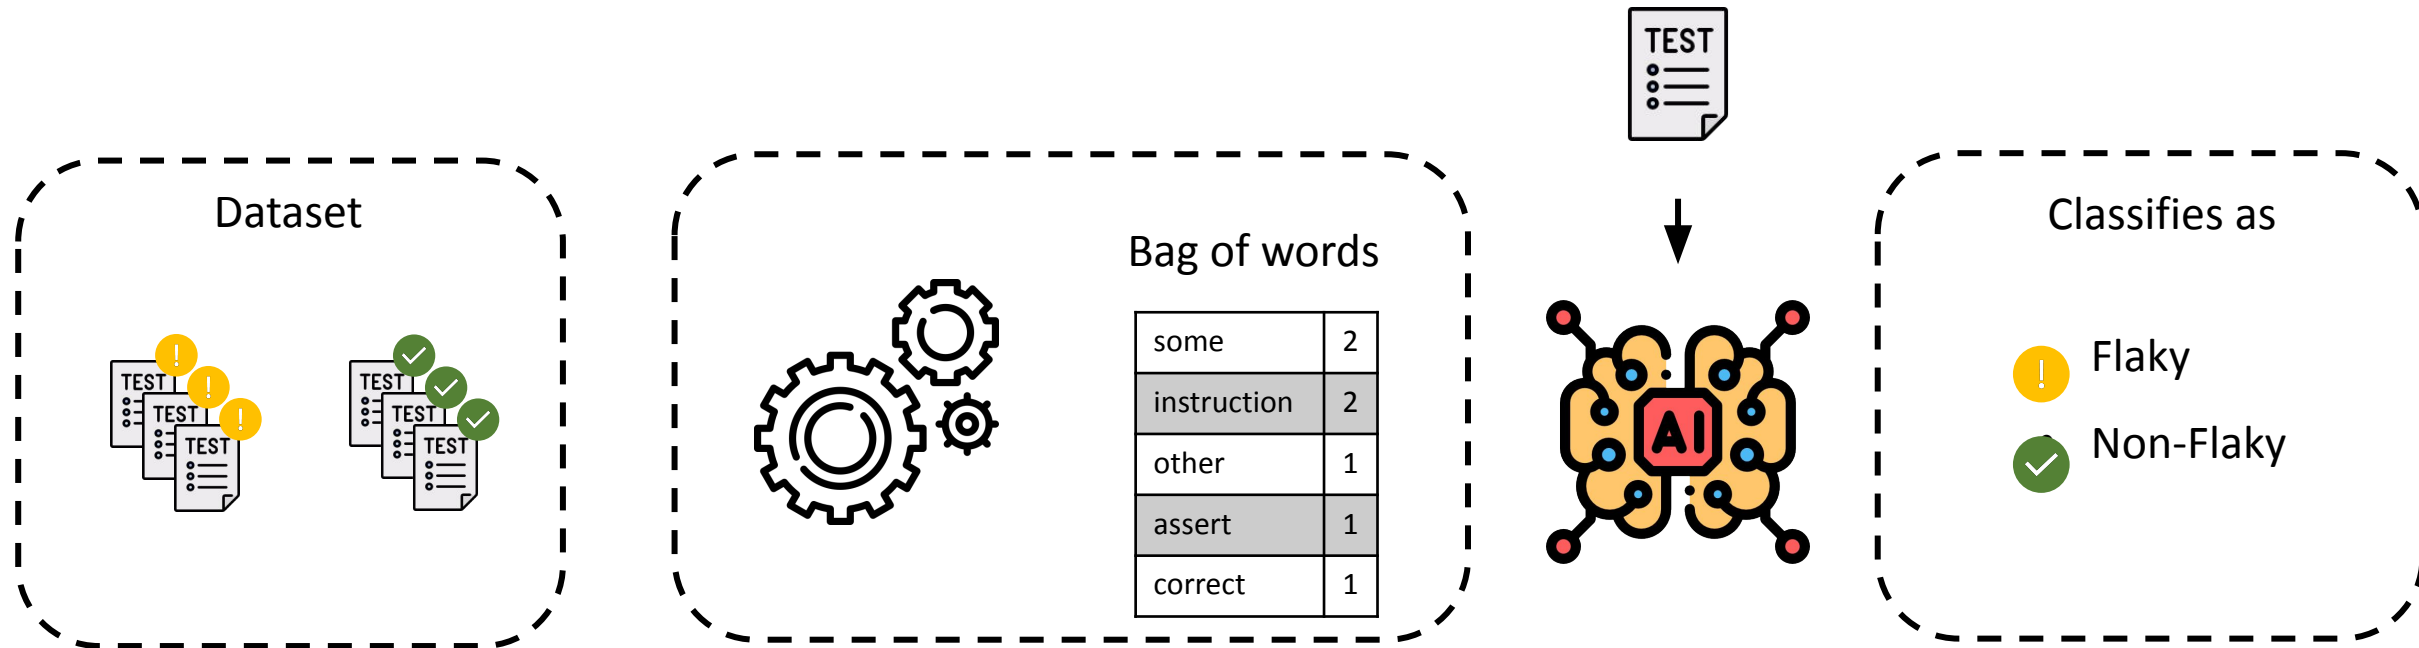 Dataset
TEST
TEST
TEST
TEST
TEST
TEST
Bag of words
some 2
instruction 2
other 1
assert 1
correct 1
TEST
AI
Classifies as
! Flaky
Non-Flaky